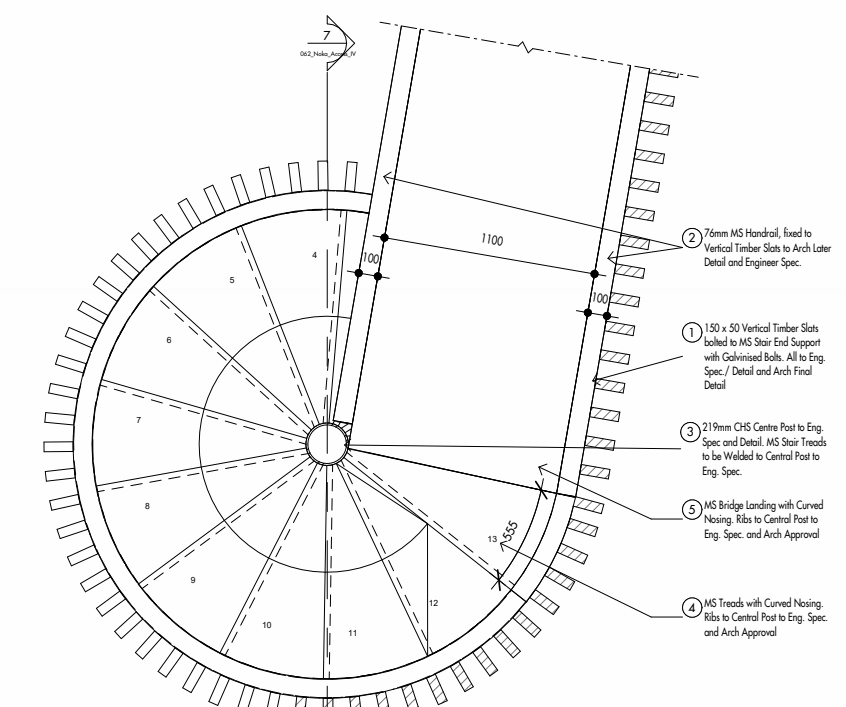 7
062_Noka_Access_IV
4
5
6
7
8
9
10
11
12
13
100
1100
100
555
2
76mm MS Handrail, fixed to
Vertical Timber Slats to Arch Later
Detail and Engineer Spec.
1
150 x 50 Vertical Timber Slats
bolted to MS Stair End Support
with Galvinised Bolts. All to Eng.
Spec./ Detail and Arch Final
Detail
3
219mm CHS Centre Post to Eng.
Spec and Detail. MS Stair Treads
to be Welded to Central Post to
Eng. Spec.
5
MS Bridge Landing with Curved
Nosing. Ribs to Central Post to
Eng. Spec. and Arch Approval
4
MS Treads with Curved Nosing.
Ribs to Central Post to Eng. Spec.
and Arch Approval